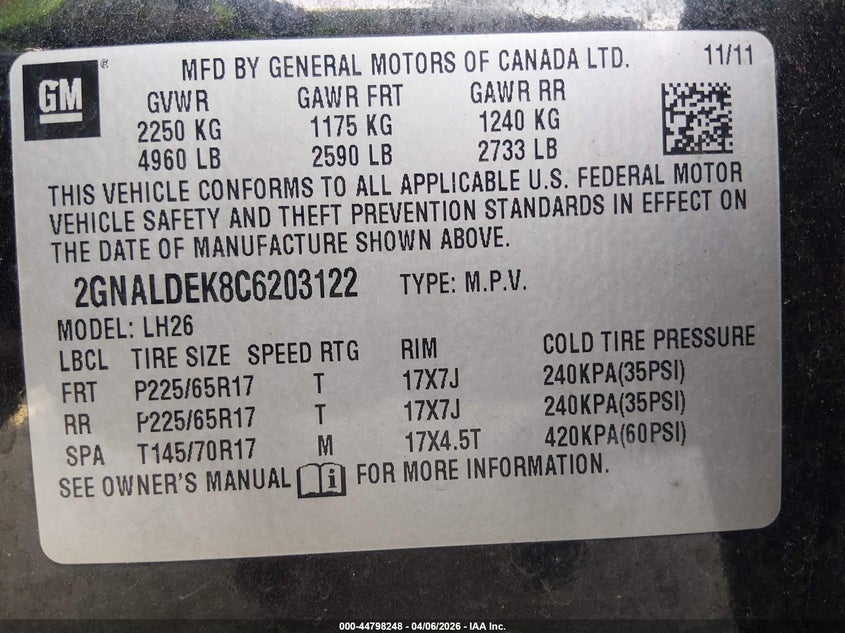 GM ®
MFD BY GENERAL MOTORS OF CANADA LTD. 11/11
GVWR GAWR FRT GAWR RR
2250 KG 1175 KG 1240 KG
4960 LB 2590 LB 2733 LB
THIS VEHICLE CONFORMS TO ALL APPLICABLE U.S. FEDERAL MOTOR
VEHICLE SAFETY AND THEFT PREVENTION STANDARDS IN EFFECT ON
THE DATE OF MANUFACTURE SHOWN ABOVE.
2GNALDEK8C6203122 TYPE: M.P.V.
MODEL: LH26
LBCL TIRE SIZE SPEED RTG RIM COLD TIRE PRESSURE
FRT P225/65R17 T 17X7J 240KPA(35PSI)
RR P225/65R17 T 17X7J 240KPA(35PSI)
SPA T145/70R17 M 17X4.5T 420KPA(60PSI)
SEE OWNER'S MANUAL i FOR MORE INFORMATION.
000-44798248 - 04/06/2026 - IAA Inc.